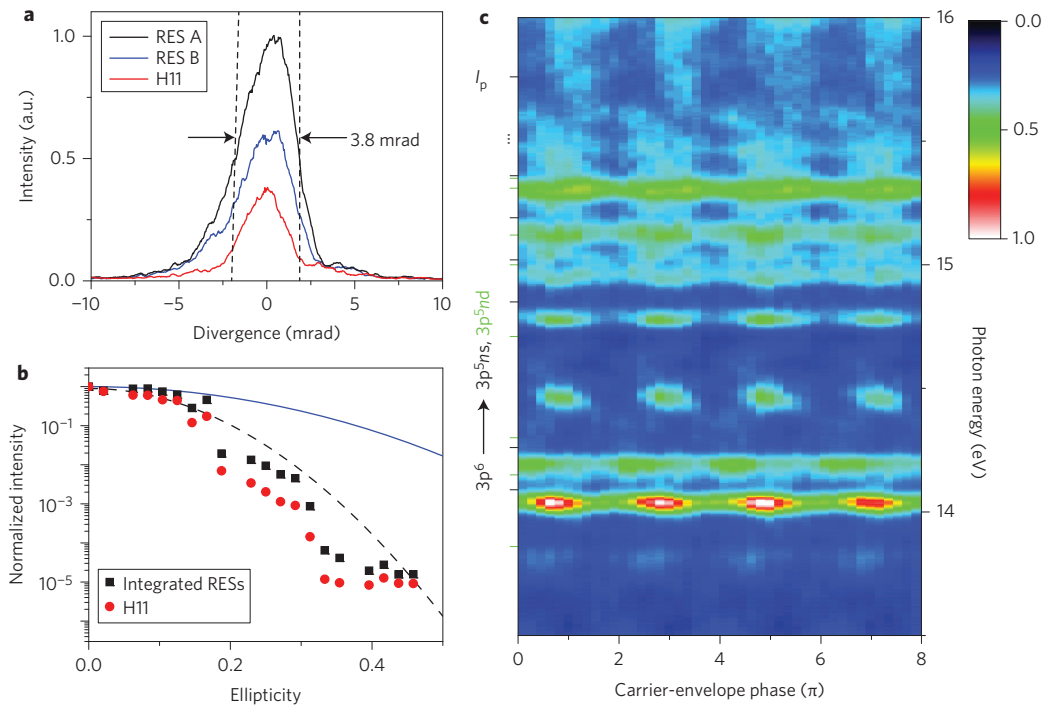 a
RES A
RES B
H11
3.8 mrad
1.0
0.5
0.0
Intensity (a.u.)
−10
−5
0
5
10
Divergence (mrad)
b
10⁻¹
10⁻³
10⁻⁵
Normalized intensity
Integrated RESs
H11
0.0
0.2
0.4
Ellipticity
c
Iₚ
...
3p⁶ → 3p⁵ns, 3p⁵nd
16
15
14
Photon energy (eV)
0
2
4
6
8
Carrier-envelope phase (π)
0.0
0.5
1.0